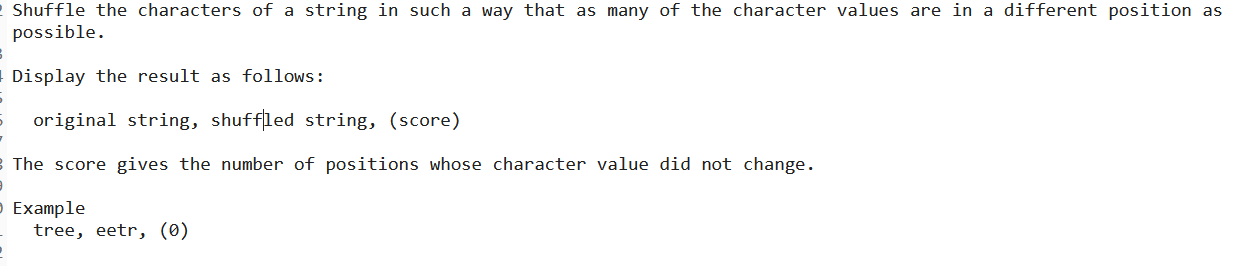 Shuffle the characters of a string in such a way that as many of the character values are in a different position as
possible.
Display the result as follows:
original string, shuffled string, (score)
The score gives the number of positions whose character value did not change.
Example
tree, eetr, (0)